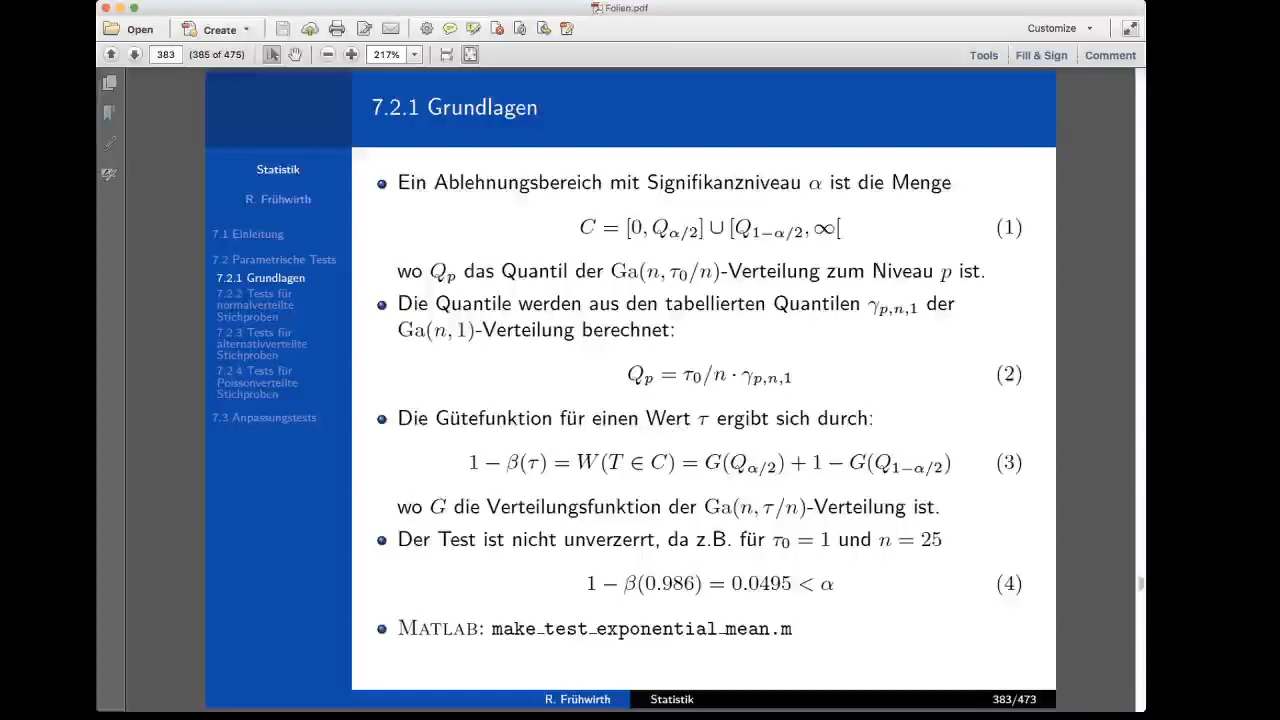 Folien.pdf
Open
Create
Customize
383
(385 of 475)
217%
Tools
Fill & Sign
Comment
7.2.1 Grundlagen
Statistik
R. Frühwirth
7.1 Einleitung
7.2 Parametrische Tests
7.2.1 Grundlagen
7.2.2 Tests für
normalverteilte
Stichproben
7.2.3 Tests für
alternativverteilte
Stichproben
7.2.4 Tests für
Poissonverteilte
Stichproben
7.3 Anpassungstests
Ein Ablehnungsbereich mit Signifikanzniveau α ist die Menge
C = [0, Q_{α/2}] ∪ [Q_{1−α/2}, ∞[ (1)
wo Q_p das Quantil der Ga(n, τ₀/n)-Verteilung zum Niveau p ist.
Die Quantile werden aus den tabellierten Quantilen γ_{p,n,1} der
Ga(n, 1)-Verteilung berechnet:
Q_p = τ₀/n · γ_{p,n,1} (2)
Die Gütefunktion für einen Wert τ ergibt sich durch:
1 − β(τ) = W(T ∈ C) = G(Q_{α/2}) + 1 − G(Q_{1−α/2}) (3)
wo G die Verteilungsfunktion der Ga(n, τ/n)-Verteilung ist.
Der Test ist nicht unverzerrt, da z.B. für τ₀ = 1 und n = 25
1 − β(0.986) = 0.0495 < α (4)
MATLAB: make_test_exponential_mean.m
R. Frühwirth
Statistik
383/473